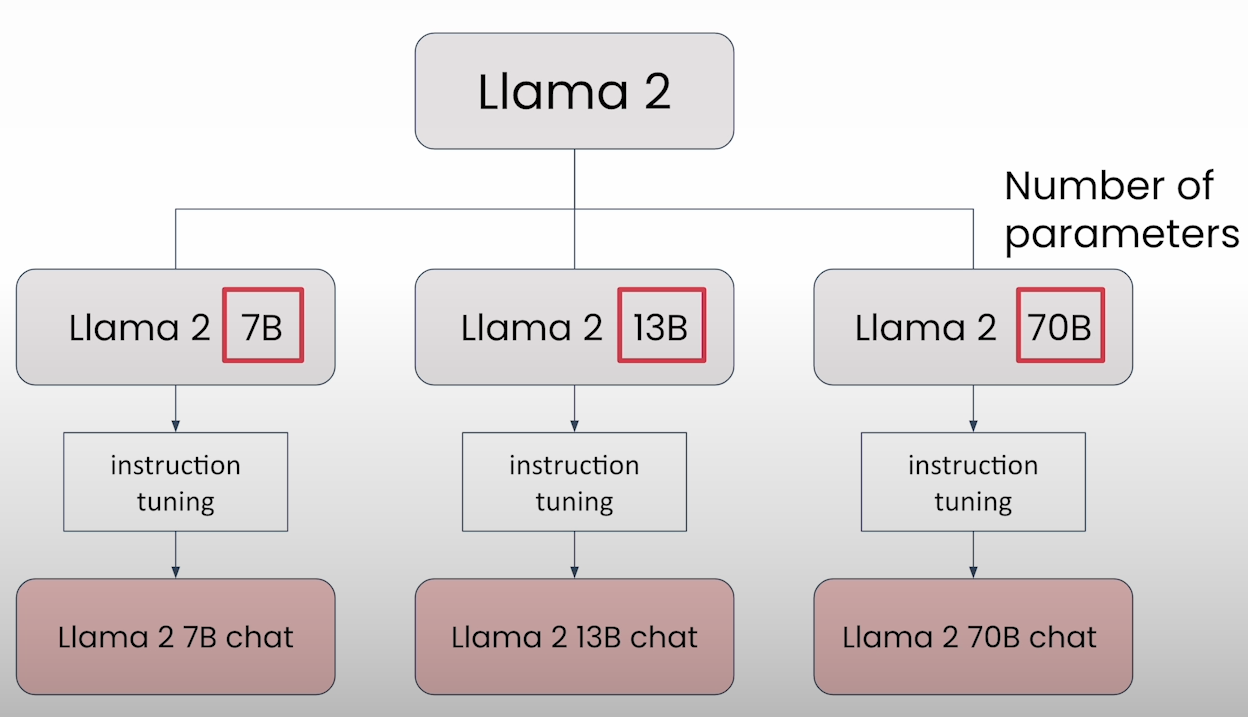 Llama 2
Number of
parameters
Llama 2 7B
Llama 2 13B
Llama 2 70B
instruction
tuning
instruction
tuning
instruction
tuning
Llama 2 7B chat
Llama 2 13B chat
Llama 2 70B chat